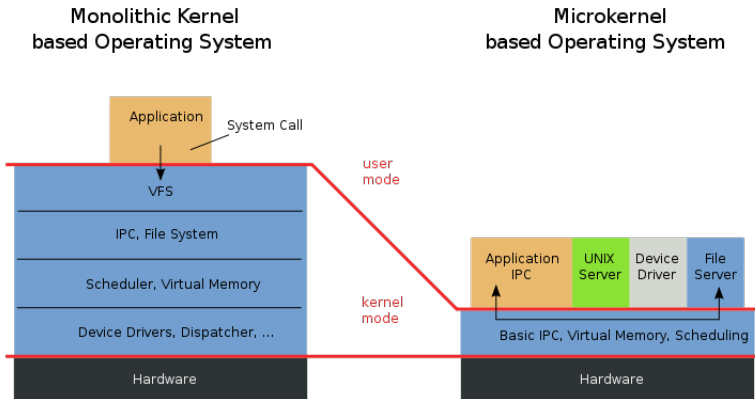 Monolithic Kernel
based Operating System
Microkernel
based Operating System
Application
System Call
user
mode
VFS
IPC, File System
Scheduler, Virtual Memory
Device Drivers, Dispatcher, ...
Hardware
kernel
mode
Application
IPC
UNIX
Server
Device
Driver
File
Server
Basic IPC, Virtual Memory, Scheduling
Hardware